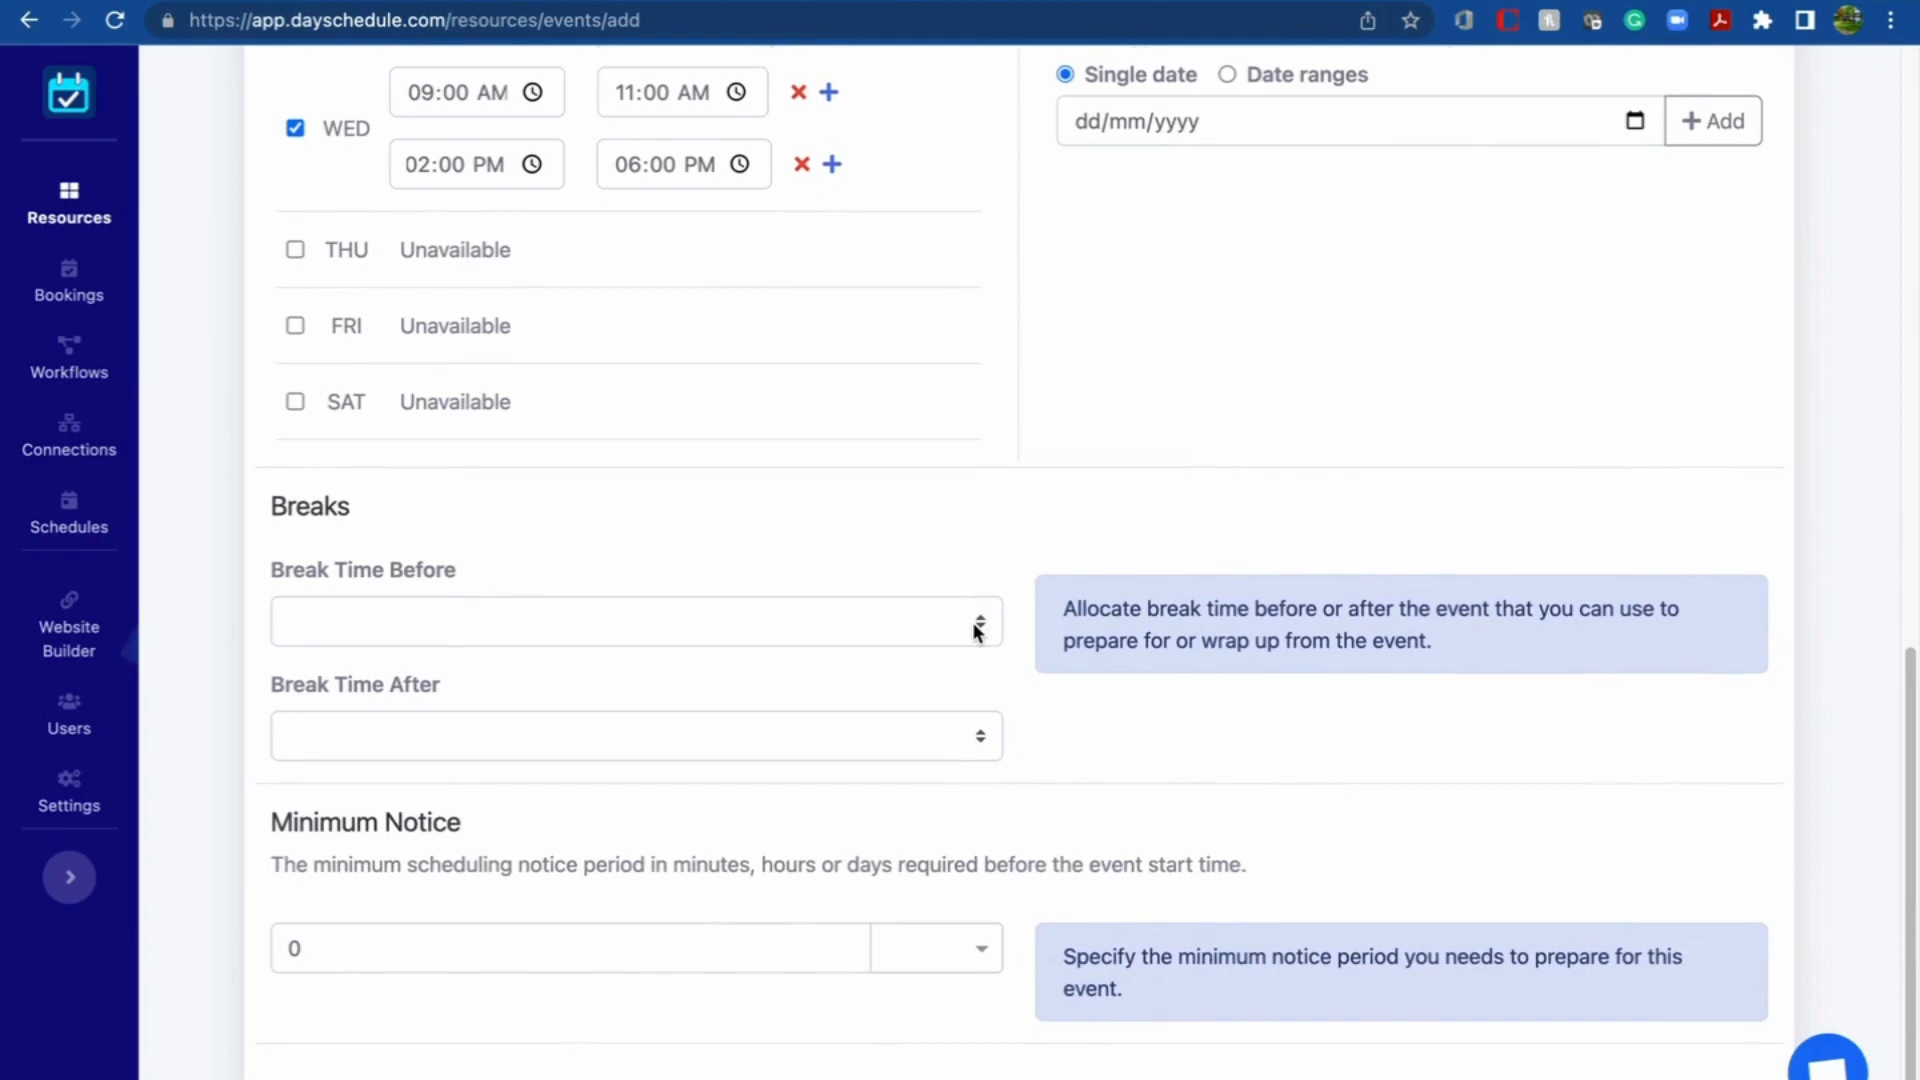 https://app.dayschedule.com/resources/events/add
Resources
Bookings
Workflows
Connections
Schedules
Website
Builder
Users
Settings
WED
09:00 AM 11:00 AM
02:00 PM 06:00 PM
THU Unavailable
FRI Unavailable
SAT Unavailable
Single date Date ranges
dd/mm/yyyy + Add
Breaks
Break Time Before
Allocate break time before or after the event that you can use to
prepare for or wrap up from the event.
Break Time After
Minimum Notice
The minimum scheduling notice period in minutes, hours or days required before the event start time.
0
Specify the minimum notice period you needs to prepare for this
event.